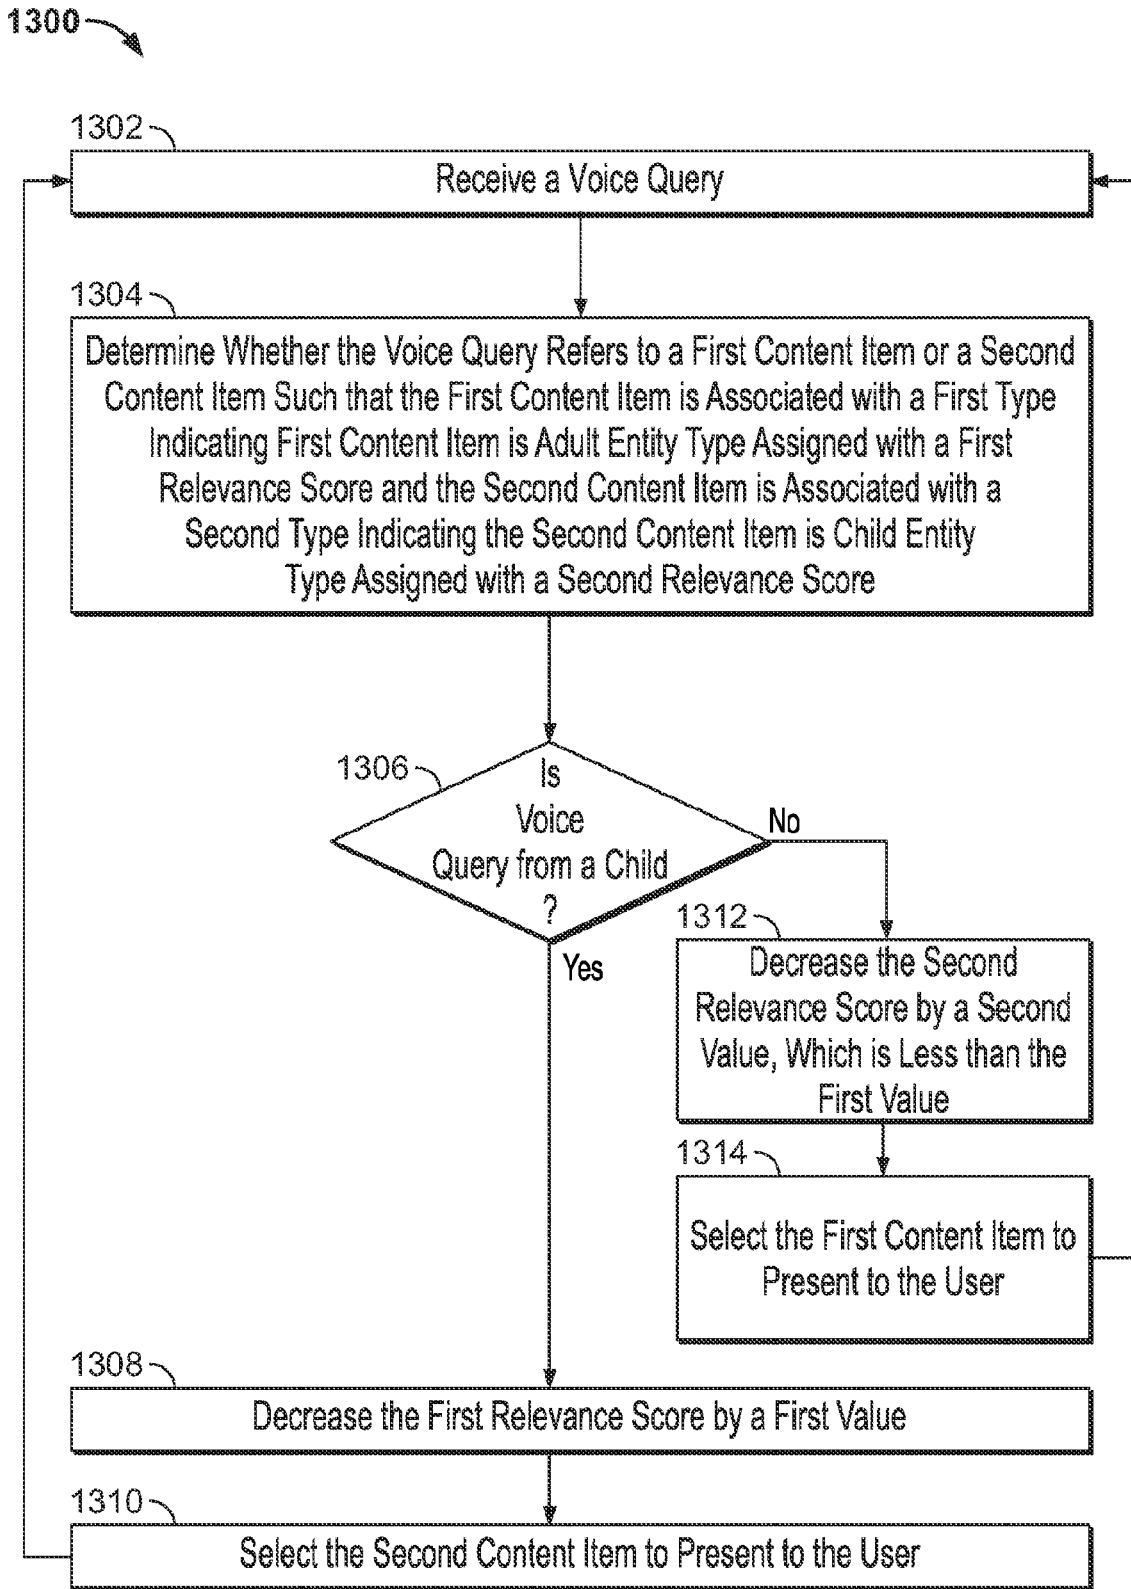 1300
1302
Receive a Voice Query
1304
Determine Whether the Voice Query Refers to a First Content Item or a Second
Content Item Such that the First Content Item is Associated with a First Type
Indicating First Content Item is Adult Entity Type Assigned with a First
Relevance Score and the Second Content Item is Associated with a
Second Type Indicating the Second Content Item is Child Entity
Type Assigned with a Second Relevance Score
1306
Is
Voice
Query from a Child
?
No
Yes
1312
Decrease the Second
Relevance Score by a Second
Value, Which is Less than the
First Value
1314
Select the First Content Item to
Present to the User
1308
Decrease the First Relevance Score by a First Value
1310
Select the Second Content Item to Present to the User